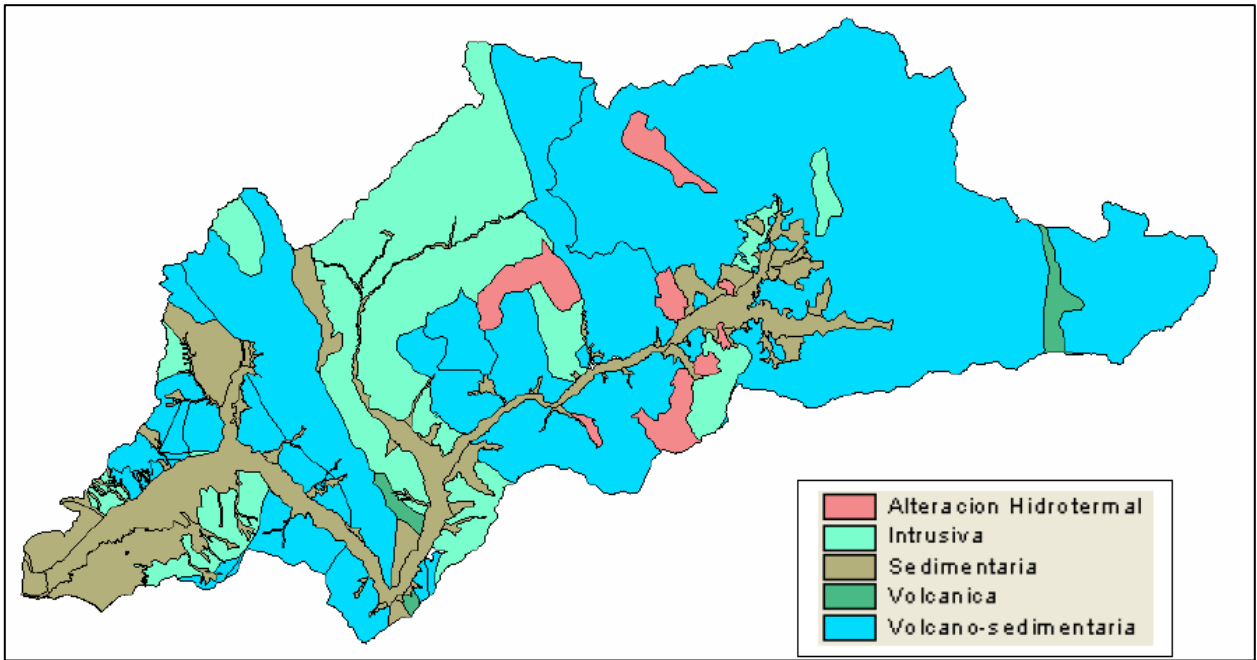 Alteracion Hidrotermal
Intrusiva
Sedimentaria
Volcanica
Volcano-sedimentaria